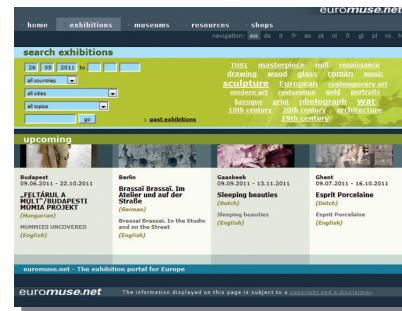 euromuse.net
home exhibitions museums resources shops
navigation: en de it fr es pt nl fi gl pl ro h
search exhibitions
26 05 2011 to
all countries
all cities
all topics
go
> past exhibitions
THIS1 masterpiece mill renaissance
drawing wood glass roman music
sculpture European contemporary art
modern art restoration gold portraits
baroque print photograph war
18th century 20th century architecture
19th century
upcoming
Budapest
09.06.2011 - 22.10.2011
„FELTÁRUL A MÚLT"/BUDAPESTI MÚMIA PROJEKT
(Hungarian)
MUMMIES UNCOVERED
(English)
Berlin
Brassaï Brassaï. Im Atelier und auf der Straße
(German)
Brassaï Brassaï. In the Studio and on the Street
(English)
Gaasbeek
09.09.2011 - 13.11.2011
Sleeping beauties
(Dutch)
Sleeping beauties
(English)
Ghent
09.07.2011 - 16.10.2011
Esprit Porcelaine
(Dutch)
Esprit Porcelaine
(English)
euromuse.net - The exhibition portal for Europe
euromuse.net The information displayed on this page is subject to a copyright and a disclaimer.